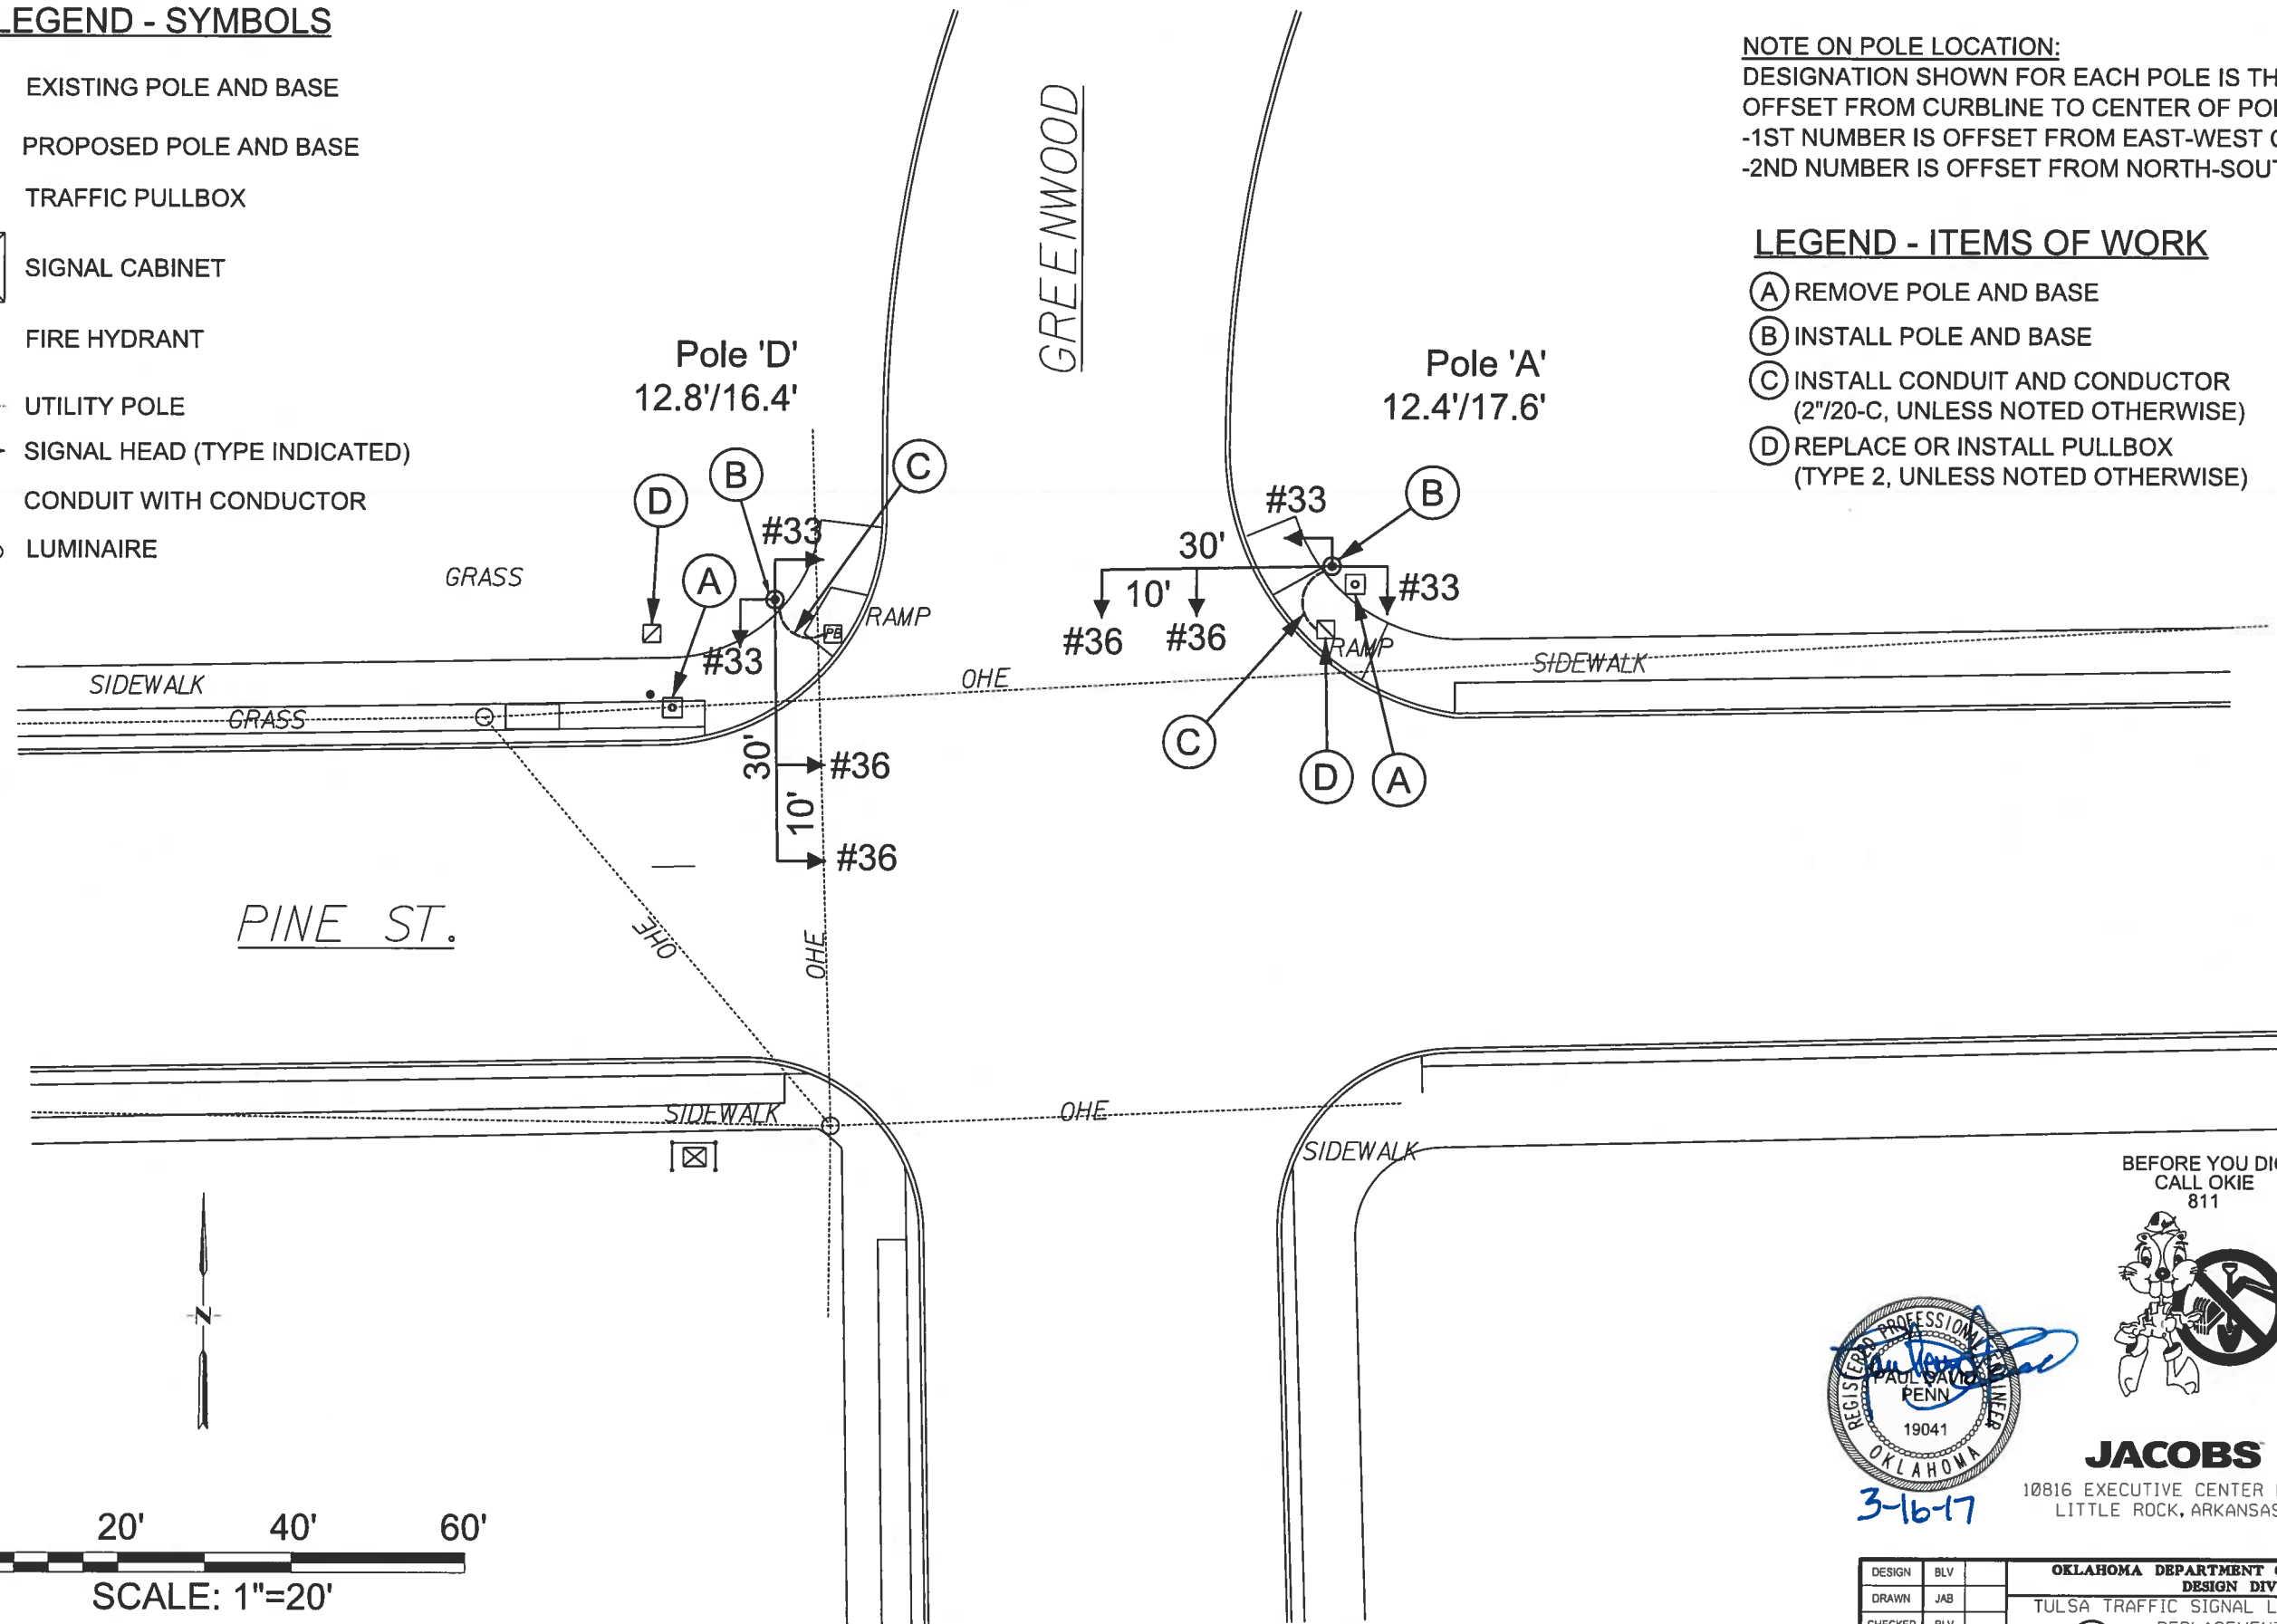 LEGEND - SYMBOLS
EXISTING POLE AND BASE
PROPOSED POLE AND BASE
TRAFFIC PULLBOX
SIGNAL CABINET
FIRE HYDRANT
UTILITY POLE
SIGNAL HEAD (TYPE INDICATED)
CONDUIT WITH CONDUCTOR
LUMINAIRE
NOTE ON POLE LOCATION:
DESIGNATION SHOWN FOR EACH POLE IS
OFFSET FROM CURBLINE TO CENTER OF
-1ST NUMBER IS OFFSET FROM EAST-WEST
-2ND NUMBER IS OFFSET FROM
LEGEND - ITEMS OF WORK
A REMOVE POLE AND BASE
B INSTALL POLE AND BASE
C INSTALL CONDUIT AND CONDUCTOR
(2"/20-C, UNLESS NOTED OTHERWISE)
D REPLACE OR INSTALL PULLBOX
(TYPE 2, UNLESS NOTED OTHERWISE)
GREENWOOD
Pole 'D'
12.8'/16.4'
Pole 'A'
12.4'/17.6'
B
C
D
#33
A
GRASS
RAMP
PB
#33
SIDEWALK
GRASS
OHE
30'
#36
10'
#36
#33
B
30'
10'
#33
#36
#36
RAMP
SIDEWALK
C
D
A
PINE ST.
OHE
OHE
SIDEWALK
OHE
SIDEWALK
N
20'
40'
60'
SCALE: 1"=20'
BEFORE YOU
CALL OKIE
811
REGISTERED PROFESSIONAL ENGINEER
PAUL DAVID
PENN
19041
OKLAHOMA
3-16-17
JACOBS
10816 EXECUTIVE CENTER
LITTLE ROCK, ARKANSAS
DESIGN BLV
DRAWN JAB
CHECKED BLV
OKLAHOMA DEPARTMENT
DESIGN
TULSA TRAFFIC SIGNAL
REPLACEMENT